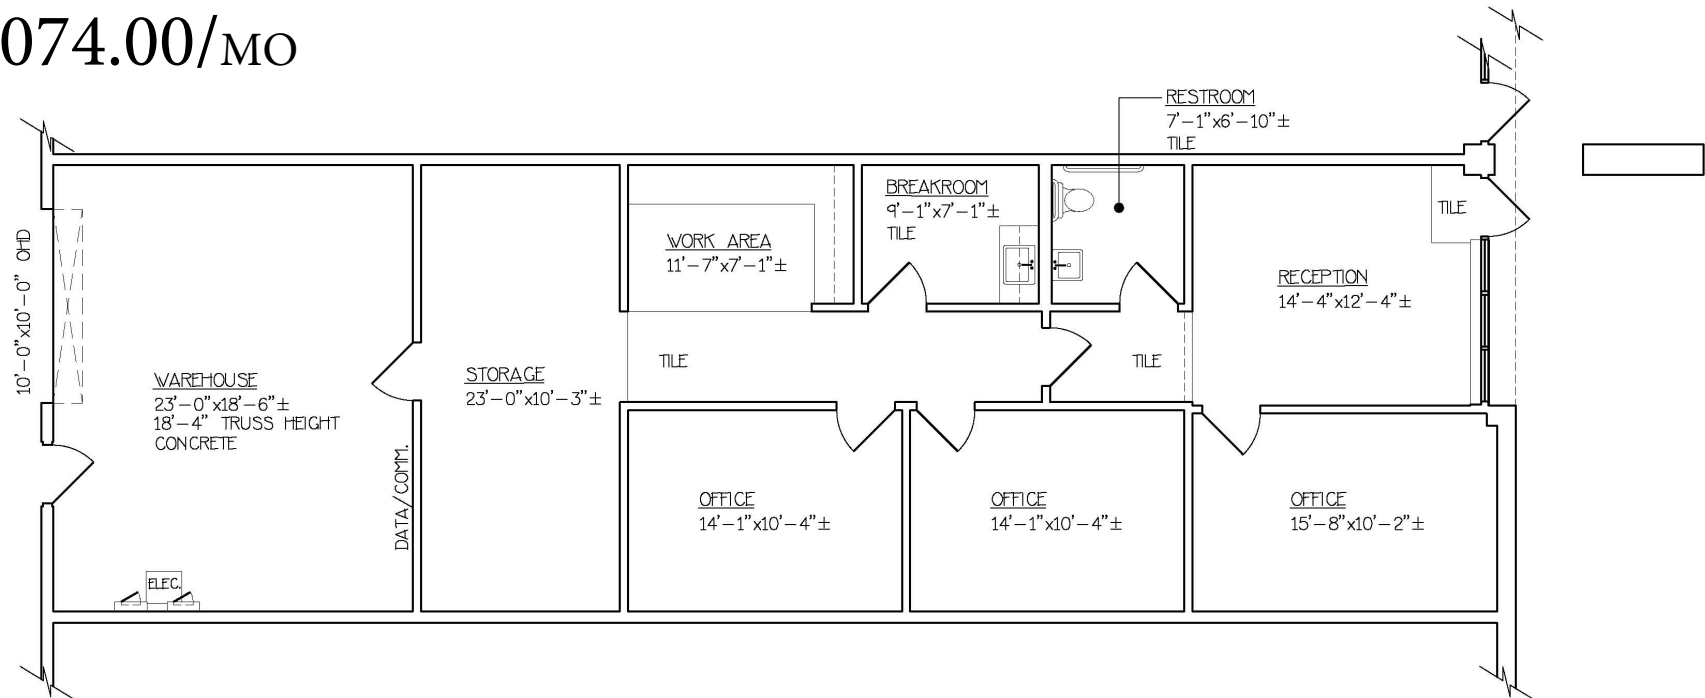 074.00/MO
RESTROOM
7'-1"x6'-10"±
TILE
BREAKROOM
9'-1"x7'-1"±
TILE
TILE
WORK AREA
11'-7"x7'-1"±
RECEPTION
14'-4"x12'-4"±
10'-0"x10'-0" OHD
TILE
TILE
WAREHOUSE
23'-0"x18'-6"±
18'-4" TRUSS HEIGHT
CONCRETE
STORAGE
23'-0"x10'-3"±
DATA/COMM.
OFFICE
14'-1"x10'-4"±
OFFICE
14'-1"x10'-4"±
OFFICE
15'-8"x10'-2"±
ELEC.